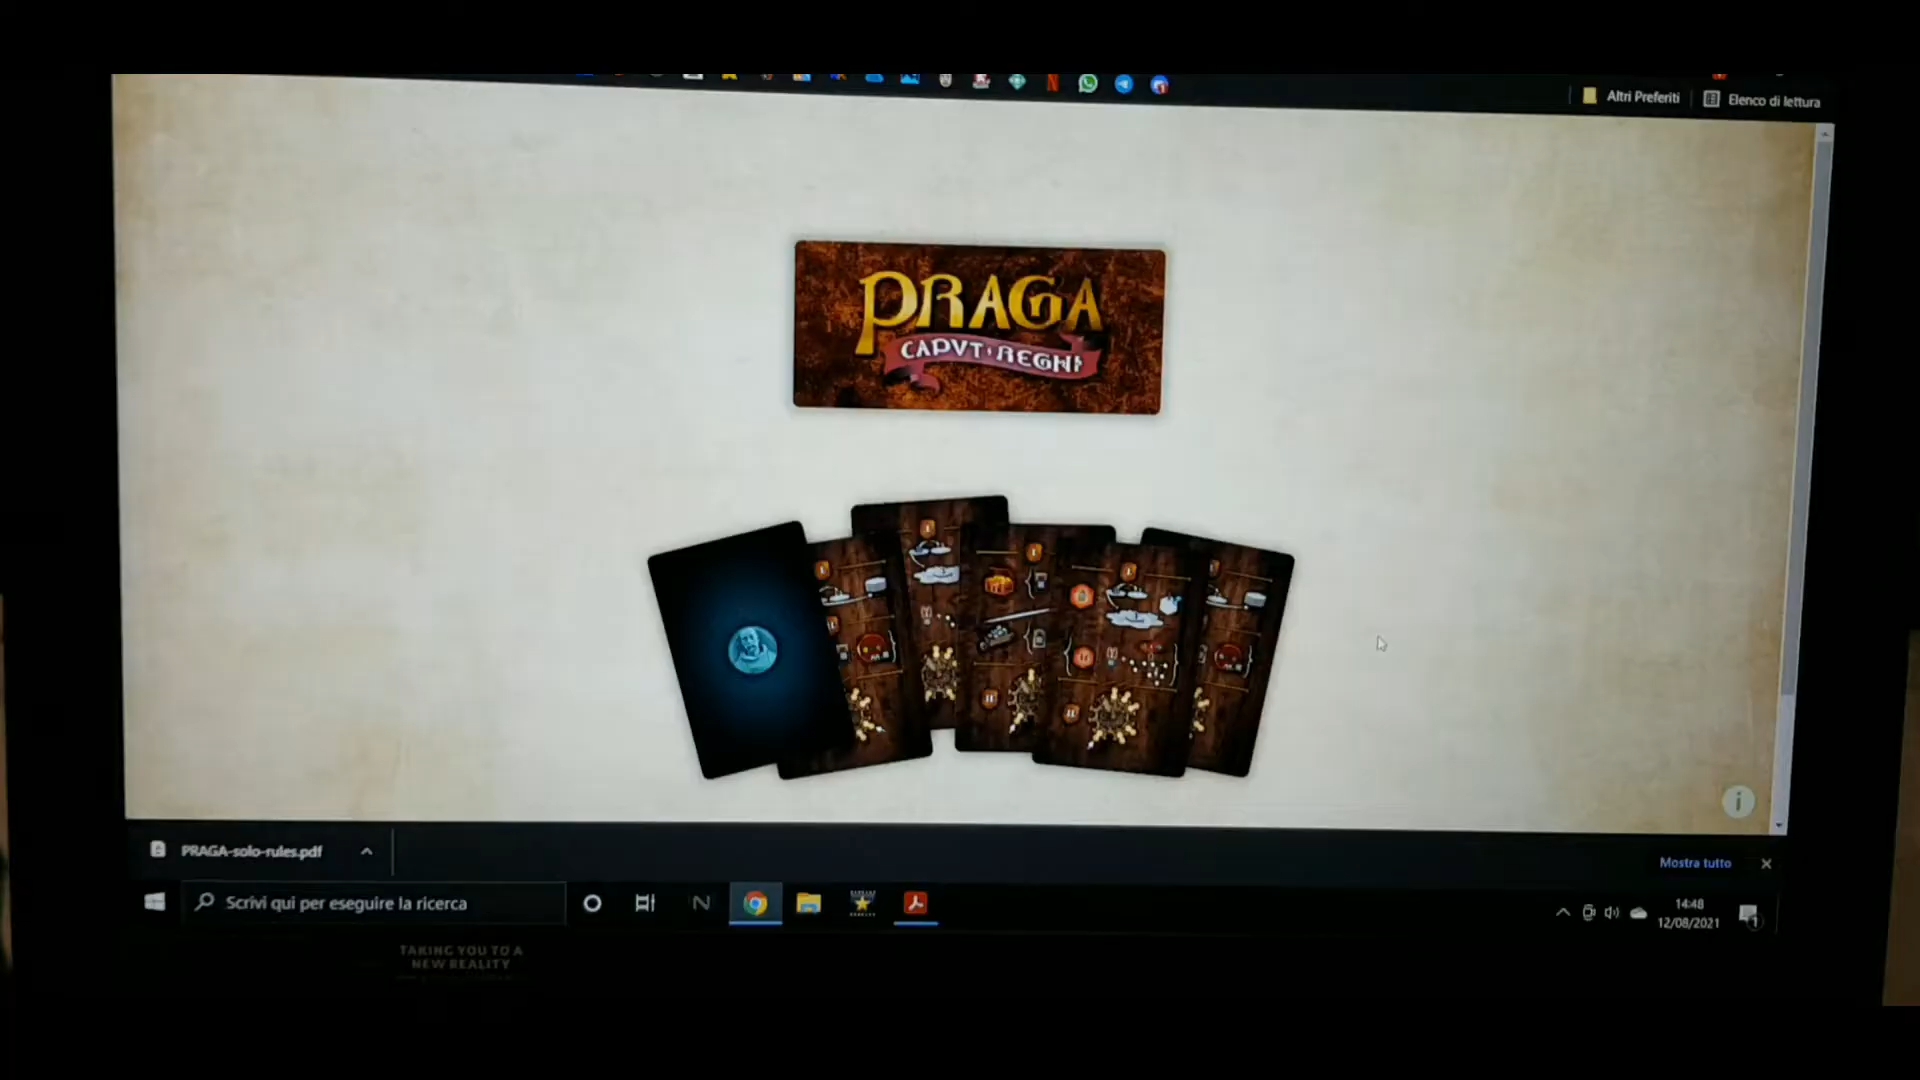 Altri Preferiti
Elenco di lettura
PRAGA
CAPVT REGNI
PRAGA-solo-rules.pdf
Mostra tutto
Scrivi qui per eseguire la ricerca
14:48
12/08/2021
TAKING YOU TO A
NEW REALITY